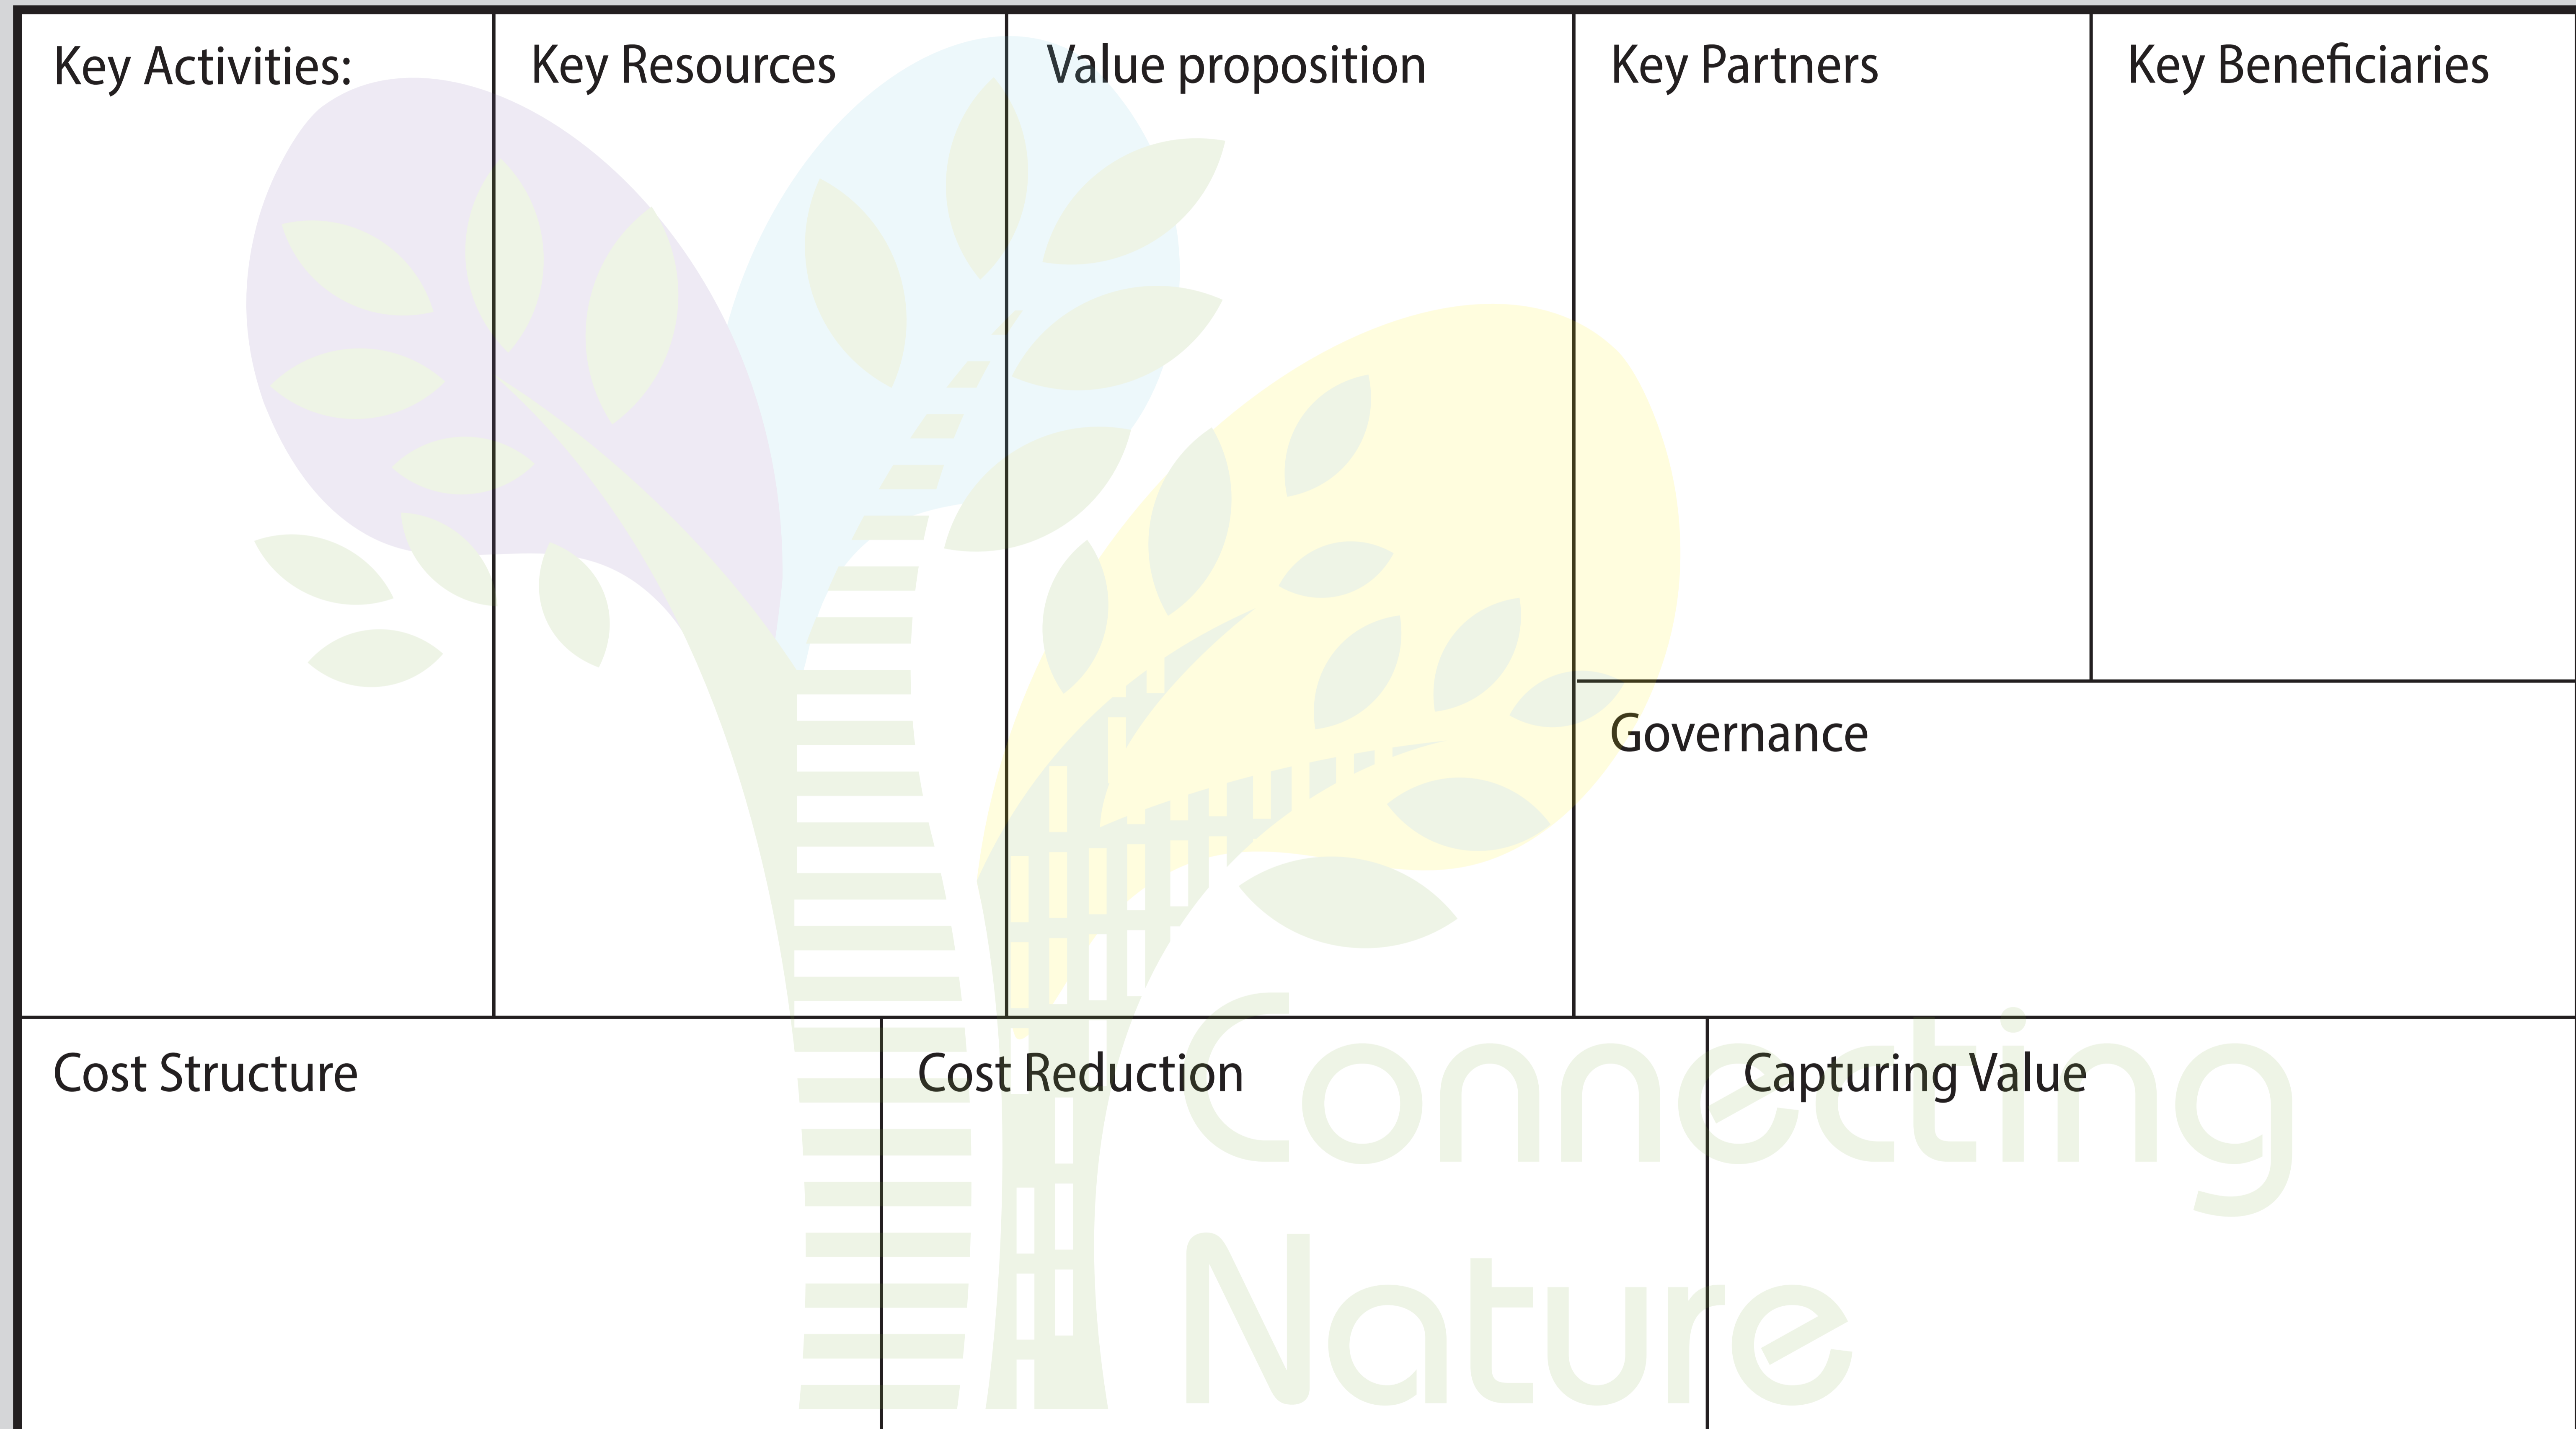 Key Activities:
Key Resources
Value proposition
Key Partners
Key Beneficiaries
Governance
Cost Structure
Cost Reduction
Capturing Value
Connecting
Nature